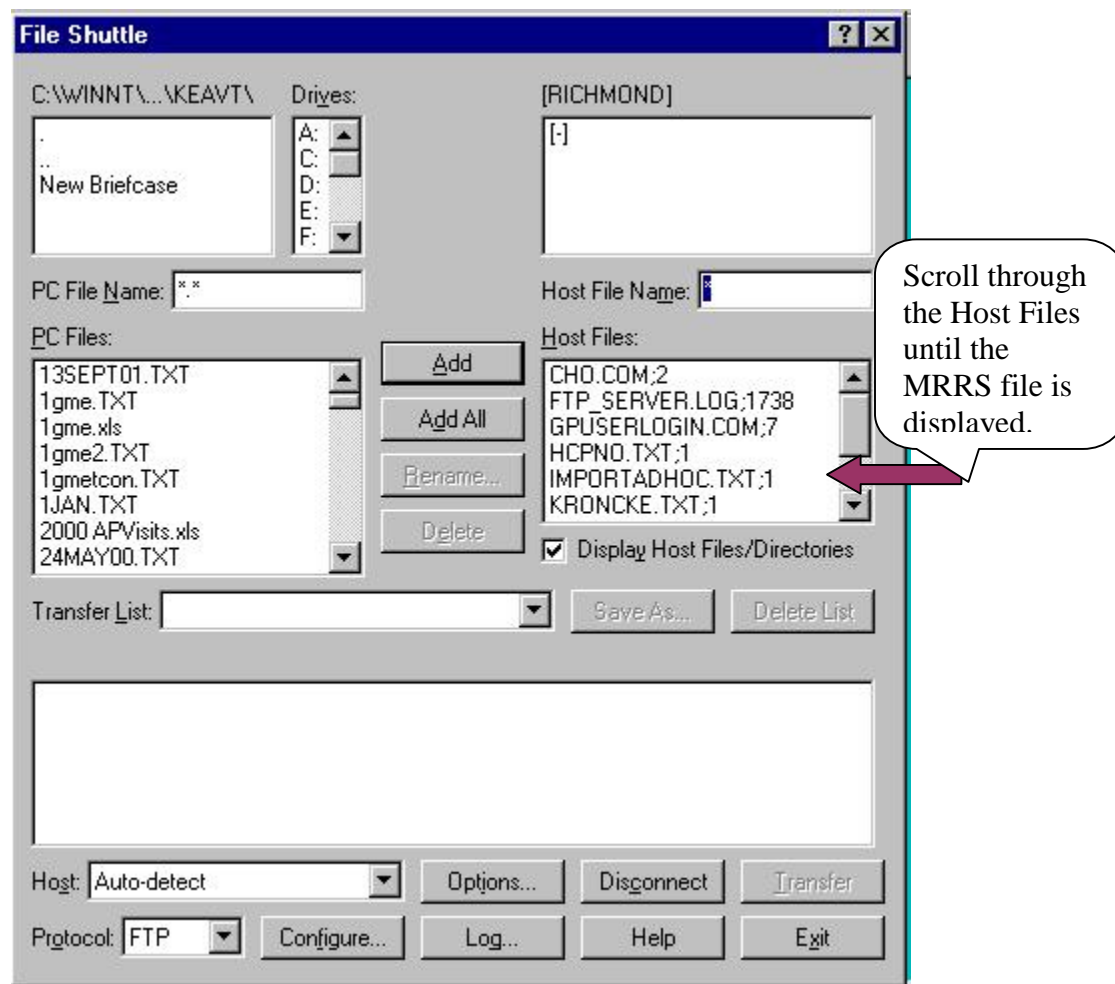 File Shuttle
C:\WINNT\...\KEAVT\
Drives:
[RICHMOND]
.
..
New Briefcase
A:
C:
D:
E:
F:
[-]
PC File Name: *.*
Host File Name: *
PC Files:
13SEPT01.TXT
1gme.TXT
1gme.xls
1gme2.TXT
1gmetcon.TXT
1JAN.TXT
2000 APVisits.xls
24MAY00.TXT
Add
Add All
Rename...
Delete
Host Files:
CHO.COM;2
FTP_SERVER.LOG;1738
GPUSERLOGIN.COM;7
HCPNO.TXT;1
IMPORTADHOC.TXT;1
KRONCKE.TXT;1
Display Host Files/Directories
Scroll through
the Host Files
until the
MRRS file is
displayed.
Transfer List:
Save As...
Delete List
Host: Auto-detect
Options...
Disconnect
Transfer
Protocol: FTP
Configure...
Log...
Help
Exit